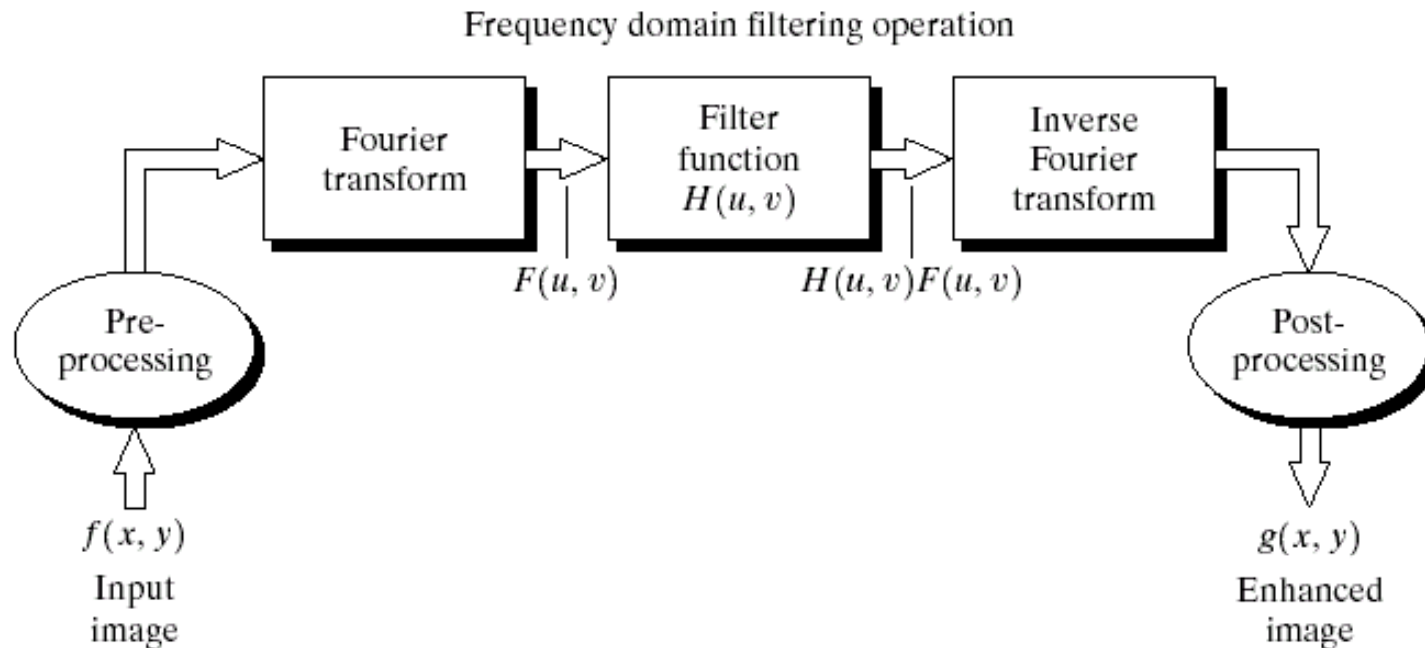 Frequency domain filtering operation
Fourier
transform
Filter
function
H(u, v)
Inverse
Fourier
transform
F(u, v)
H(u, v)F(u, v)
Pre-
processing
Post-
processing
f(x, y)
Input
image
g(x, y)
Enhanced
image